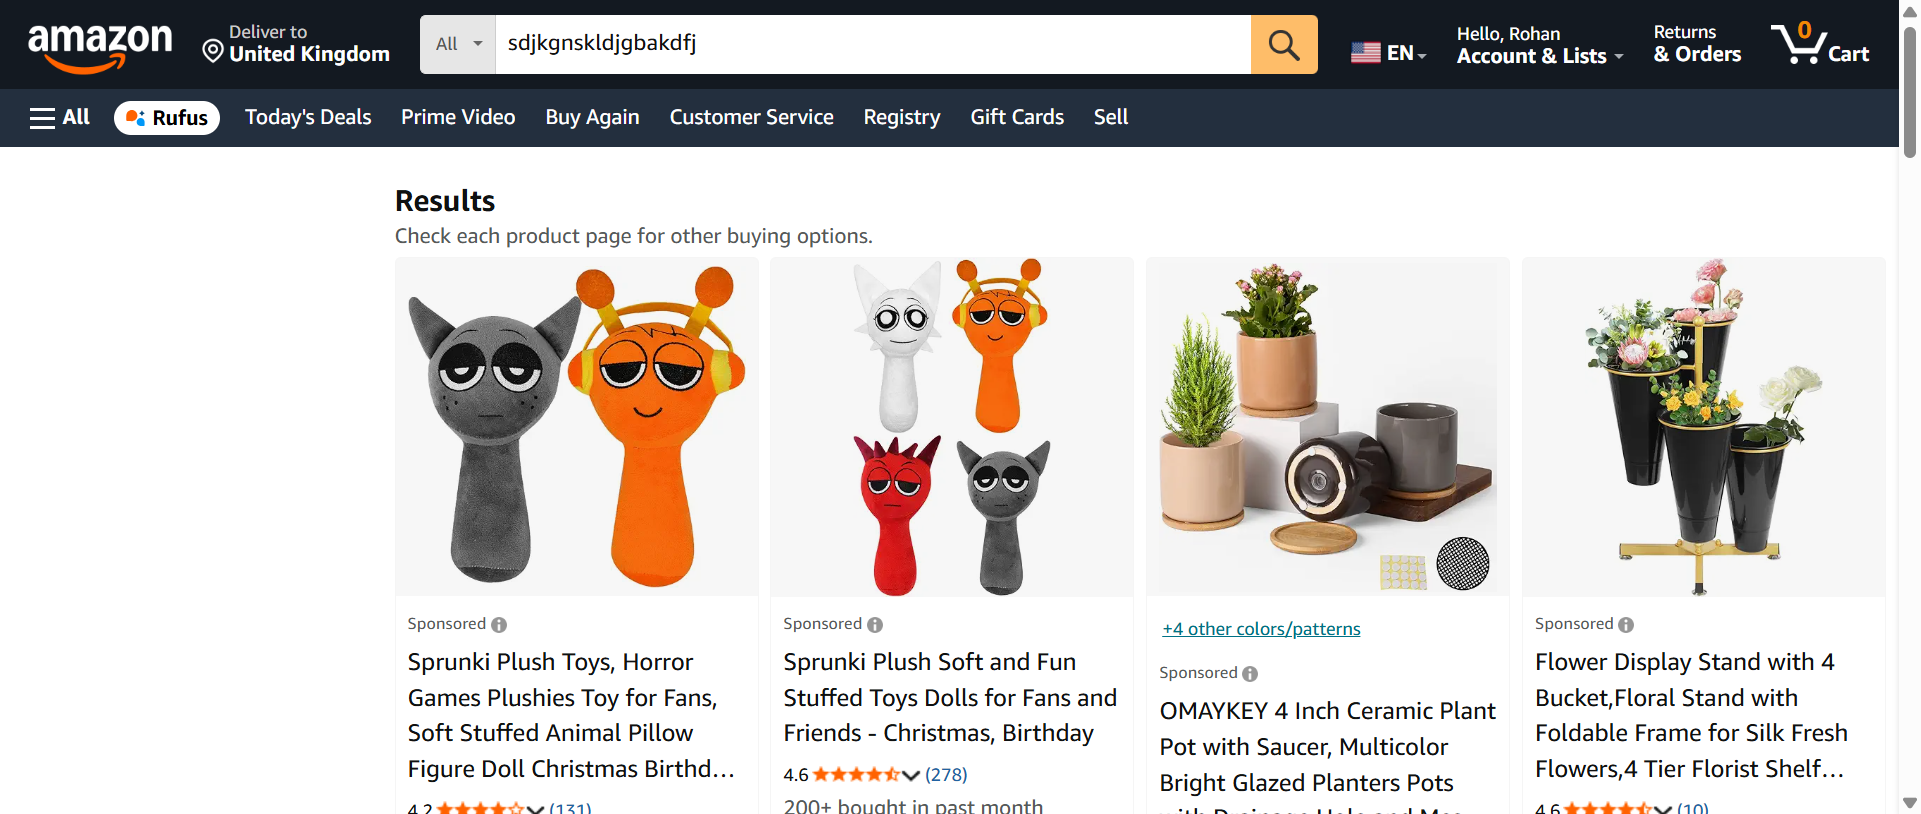 amazon
Deliver to
United Kingdom
All
sdjkgnskldjgbakdfj
EN
Hello, Rohan
Account & Lists
Returns
& Orders
0
Cart
All
Rufus
Today's Deals
Prime Video
Buy Again
Customer Service
Registry
Gift Cards
Sell
Results
Check each product page for other buying options.
Sponsored
Sprunki Plush Toys, Horror
Games Plushies Toy for Fans,
Soft Stuffed Animal Pillow
Figure Doll Christmas Birthd…
4.2 (131)
Sponsored
Sprunki Plush Soft and Fun
Stuffed Toys Dolls for Fans and
Friends - Christmas, Birthday
4.6 (278)
200+ bought in past month
+4 other colors/patterns
Sponsored
OMAYKEY 4 Inch Ceramic Plant
Pot with Saucer, Multicolor
Bright Glazed Planters Pots
with Drainage Hole and Mes
Sponsored
Flower Display Stand with 4
Bucket,Floral Stand with
Foldable Frame for Silk Fresh
Flowers,4 Tier Florist Shelf…
4.6 (10)